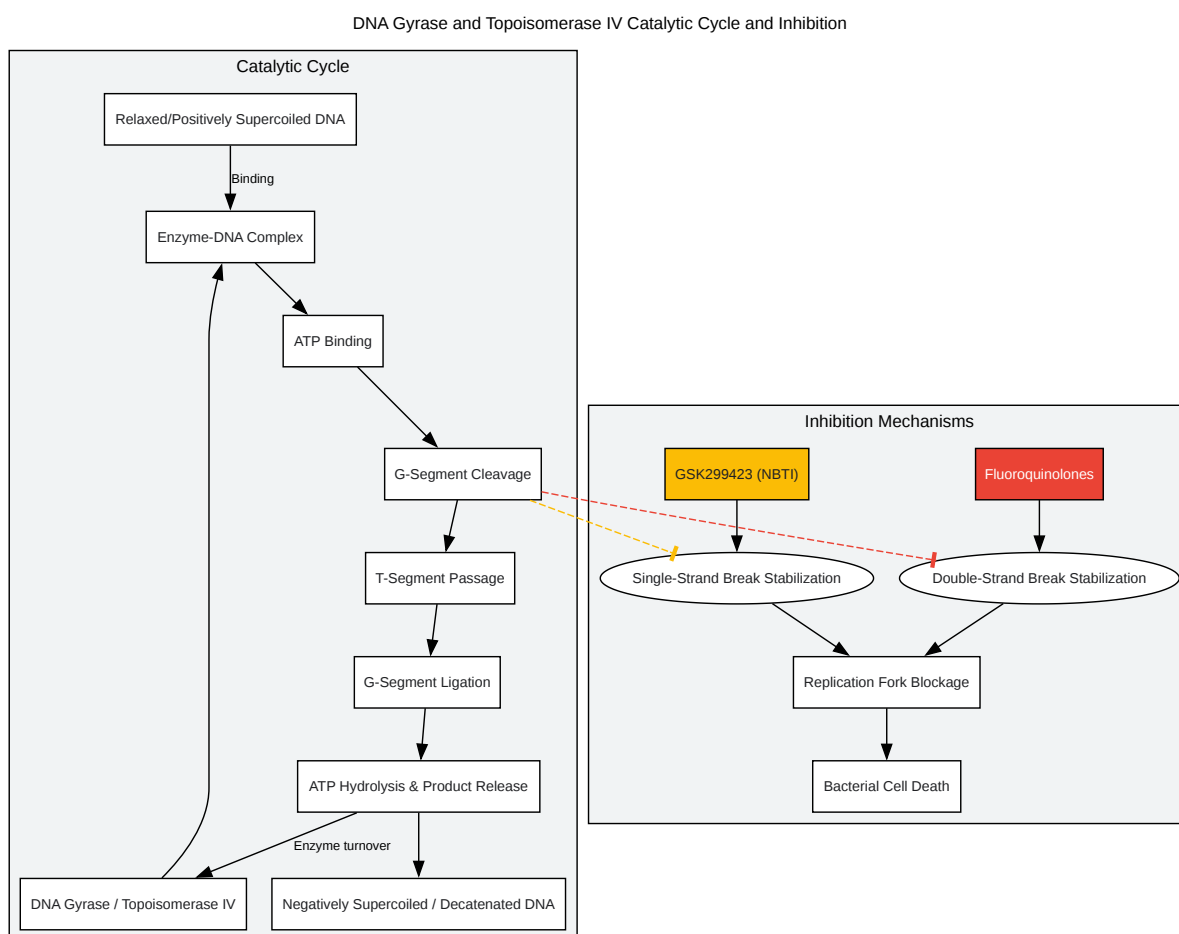 DNA Gyrase and Topoisomerase IV Catalytic Cycle and Inhibition
Catalytic Cycle
Relaxed/Positively Supercoiled DNA
Binding
Enzyme-DNA Complex
ATP Binding
G-Segment Cleavage
T-Segment Passage
G-Segment Ligation
ATP Hydrolysis & Product Release
Enzyme turnover
DNA Gyrase / Topoisomerase IV
Negatively Supercoiled / Decatenated DNA
Inhibition Mechanisms
GSK299423 (NBTI)
Fluoroquinolones
Single-Strand Break Stabilization
Double-Strand Break Stabilization
Replication Fork Blockage
Bacterial Cell Death